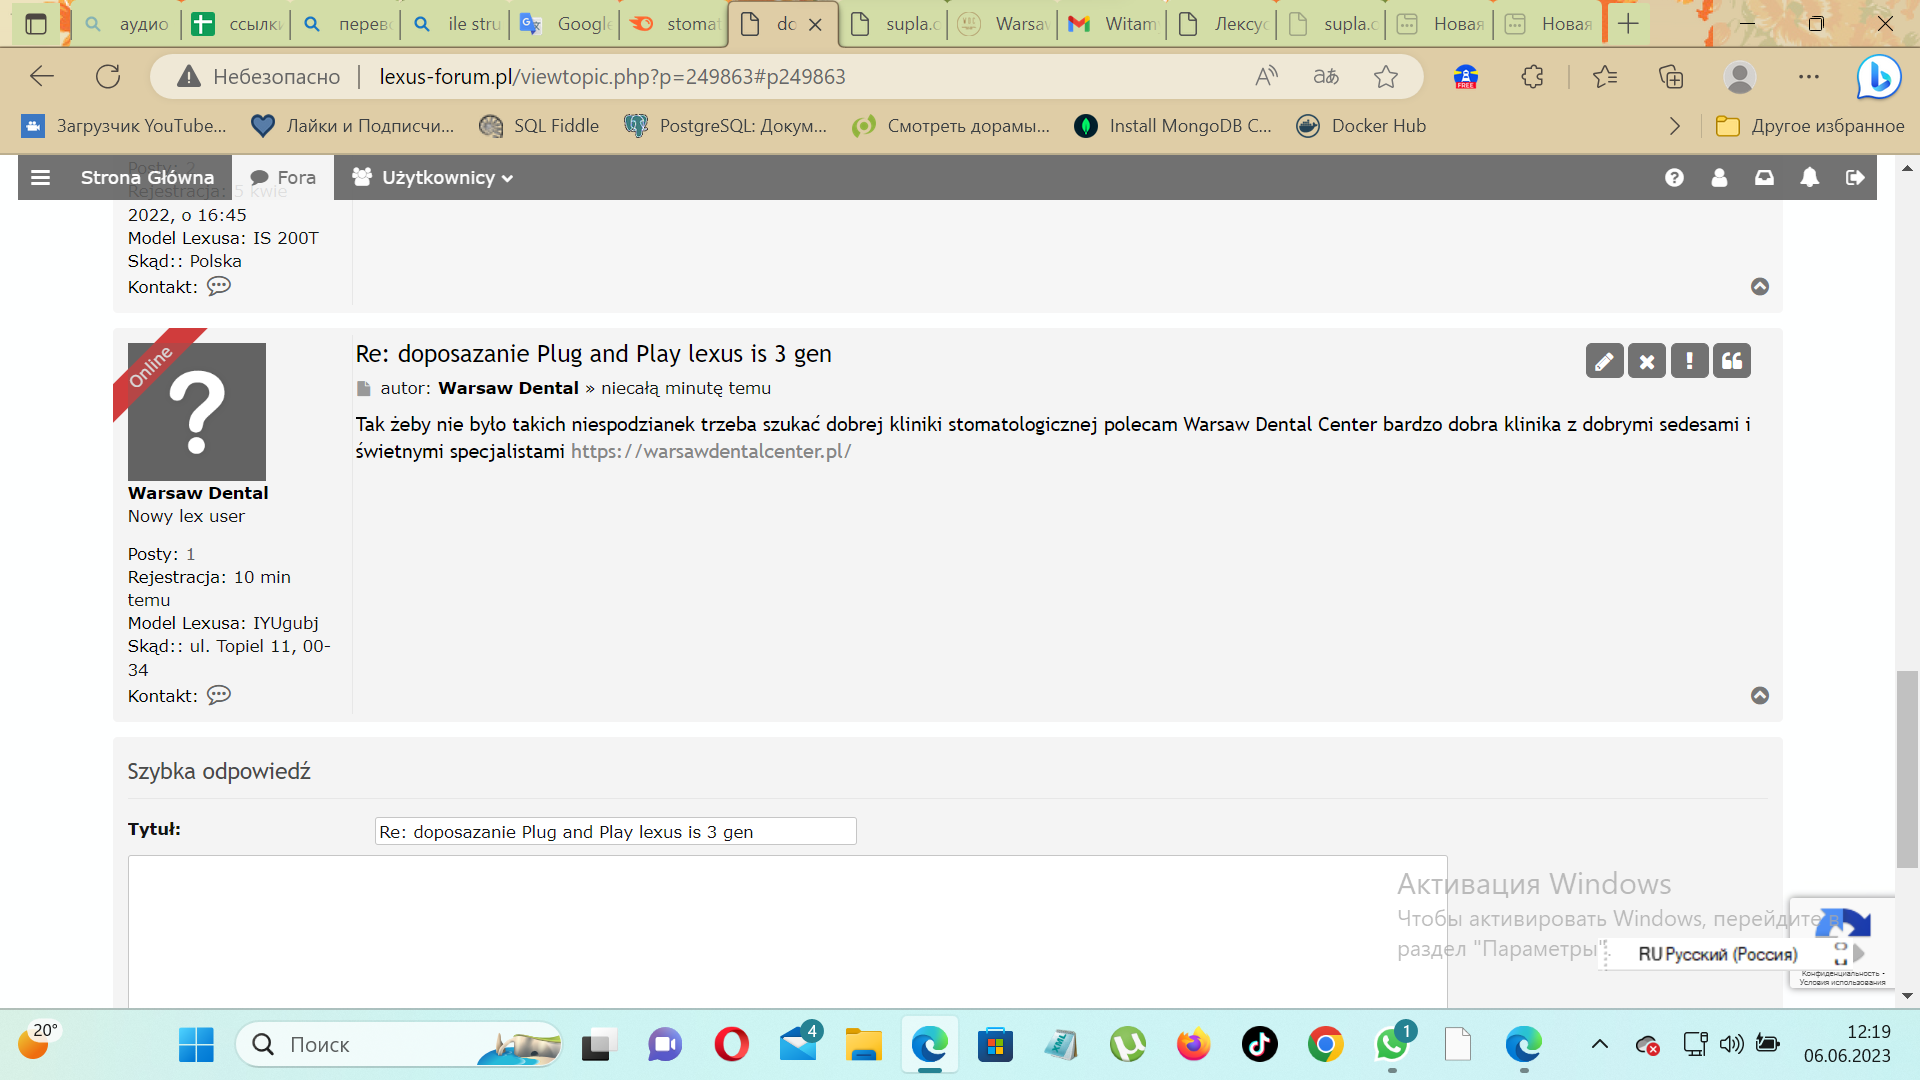 аудио
ссылки
перев
ile stru
Google
stomat
do
supla.c
Warsaw
Witam
Лексус
supla.c
Новая
Новая
Небезопасно
lexus-forum.pl/viewtopic.php?p=249863#p249863
Загрузчик YouTube...
Лайки и Подписчи...
SQL Fiddle
PostgreSQL: Докум...
Смотреть дорамы...
Install MongoDB C...
Docker Hub
Другое избранное
Posty: 2
Strona Główna
Fora
Użytkownicy
Rejestracja: 5 kwie
2022, o 16:45
Model Lexusa: IS 200T
Skąd:: Polska
Kontakt:
Online
Re: doposazanie Plug and Play lexus is 3 gen
autor: Warsaw Dental » niecałą minutę temu
Tak żeby nie było takich niespodzianek trzeba szukać dobrej kliniki stomatologicznej polecam Warsaw Dental Center bardzo dobra klinika z dobrymi sedesami i
świetnymi specjalistami https://warsawdentalcenter.pl/
Warsaw Dental
Nowy lex user
Posty: 1
Rejestracja: 10 min
temu
Model Lexusa: IYUgubj
Skąd:: ul. Topiel 11, 00-
34
Kontakt:
Szybka odpowiedź
Tytuł:
Re: doposazanie Plug and Play lexus is 3 gen
Активация Windows
Чтобы активировать Windows, перейдите в
раздел "Параметры".
RU Русский (Россия)
Конфиденциальность -
Условия использования
20°
Поиск
4
FREE
XML
1
12:19
06.06.2023